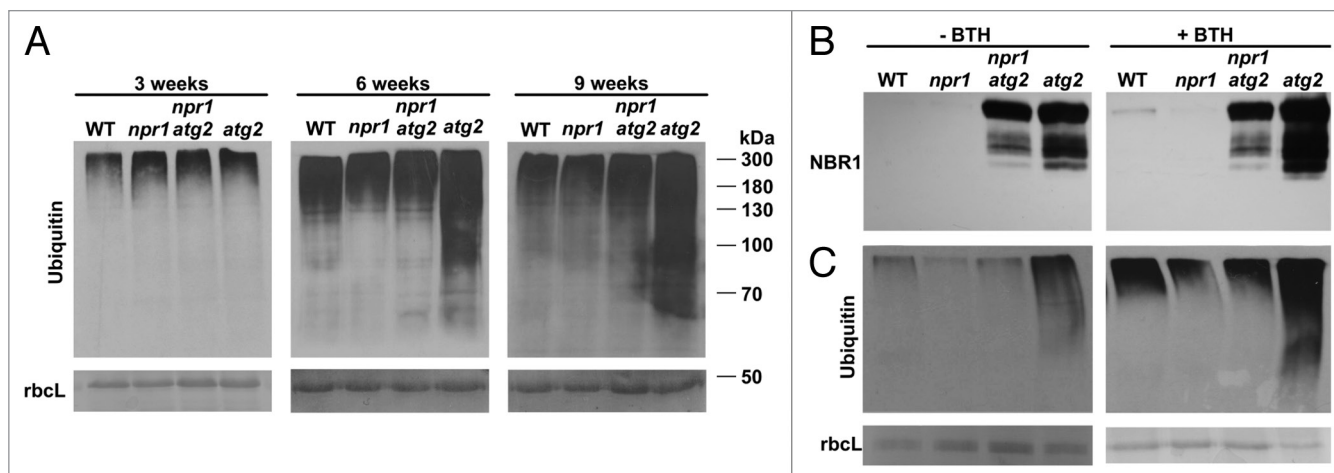 A
3 weeks
6 weeks
9 weeks
WT npr1 npr1 atg2 atg2
WT npr1 npr1 atg2 atg2
WT npr1 npr1 atg2 atg2
kDa
300
180
130
100
70
50
Ubiquitin
rbcL
B
- BTH
+ BTH
WT npr1 npr1 atg2 atg2
WT npr1 npr1 atg2 atg2
NBR1
C
Ubiquitin
rbcL